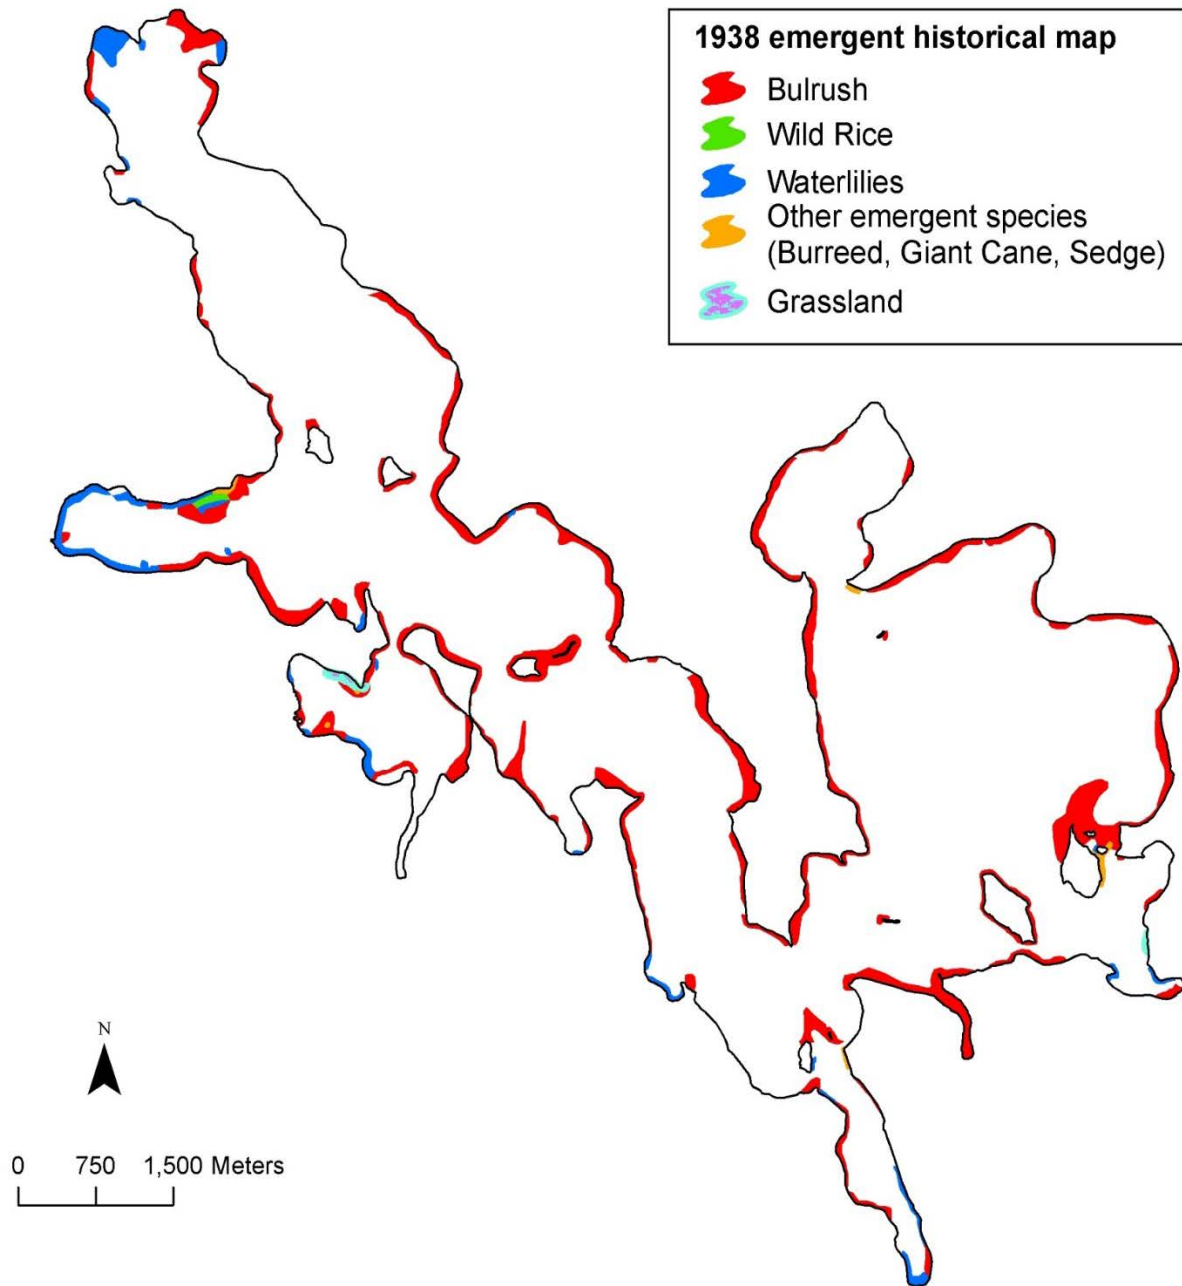 1938 emergent historical map
Bulrush
Wild Rice
Waterlilies
Other emergent species
(Burreed, Giant Cane, Sedge)
Grassland
N
0 750 1,500 Meters